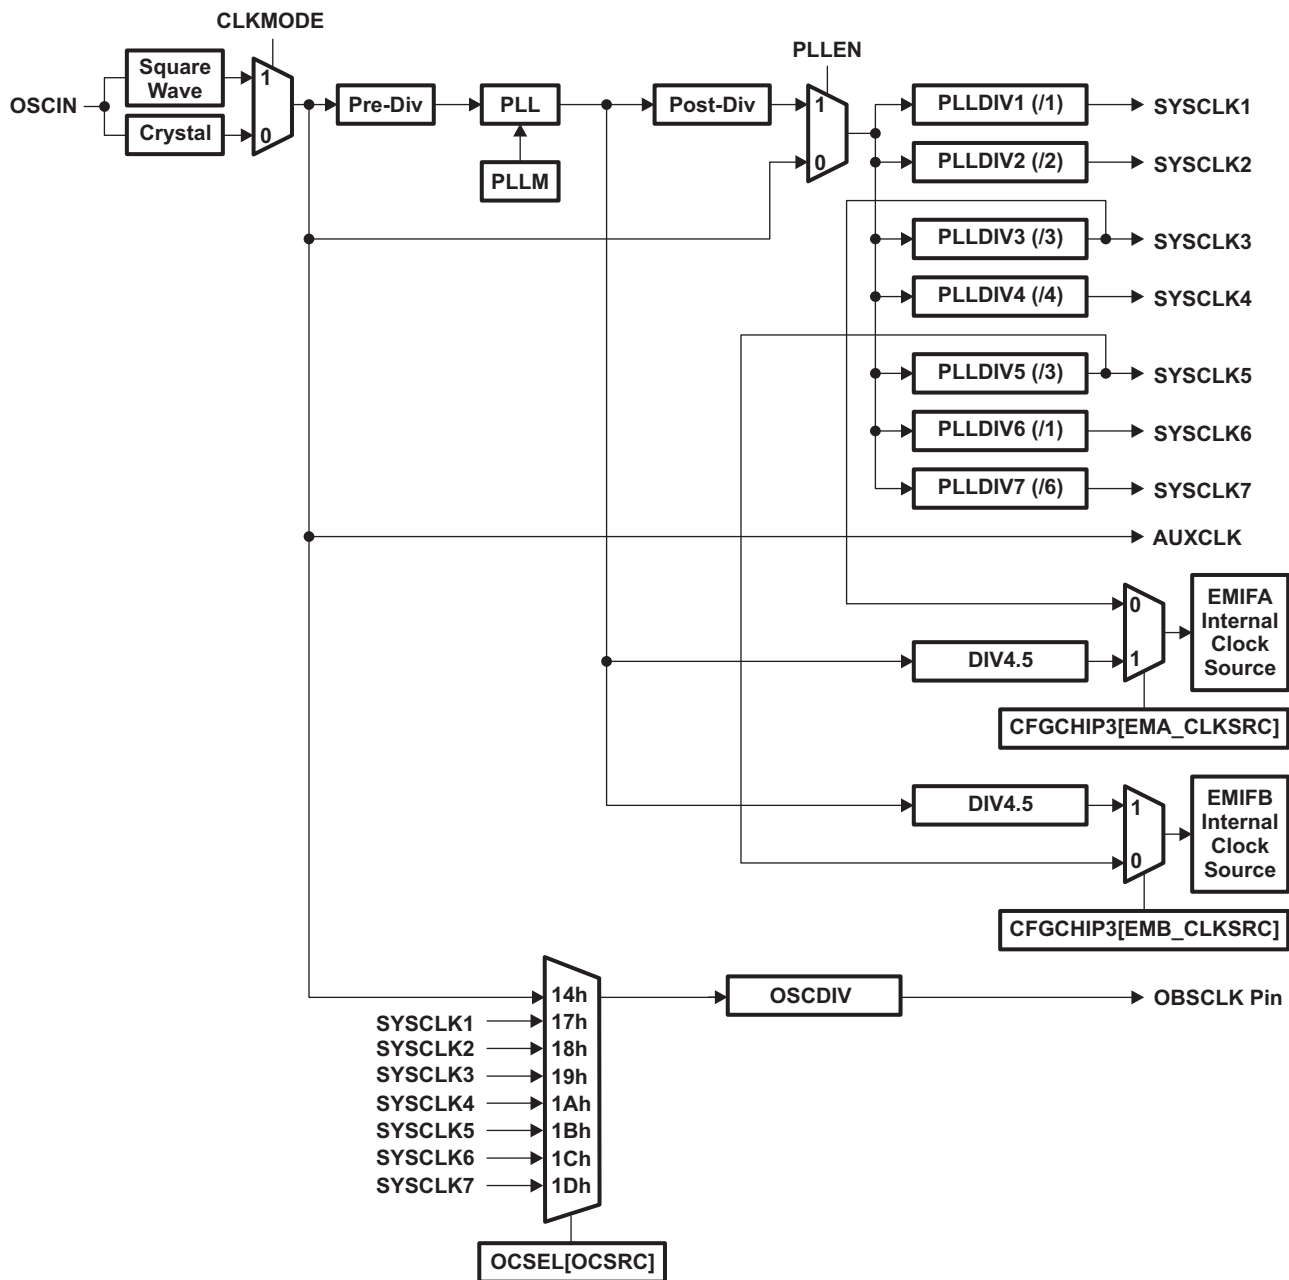 CLKMODE
PLLEN
OSCIN
Square
Wave
Crystal
1
0
Pre-Div
PLL
PLLM
Post-Div
1
0
PLLDIV1 (/1)
SYSCLK1
PLLDIV2 (/2)
SYSCLK2
PLLDIV3 (/3)
SYSCLK3
PLLDIV4 (/4)
SYSCLK4
PLLDIV5 (/3)
SYSCLK5
PLLDIV6 (/1)
SYSCLK6
PLLDIV7 (/6)
SYSCLK7
AUXCLK
0
1
EMIFA
Internal
Clock
Source
DIV4.5
CFGCHIP3[EMA_CLKSRC]
DIV4.5
1
0
EMIFB
Internal
Clock
Source
CFGCHIP3[EMB_CLKSRC]
14h
OSCDIV
OBSCLK Pin
SYSCLK1
17h
SYSCLK2
18h
SYSCLK3
19h
SYSCLK4
1Ah
SYSCLK5
1Bh
SYSCLK6
1Ch
SYSCLK7
1Dh
OCSEL[OCSRC]